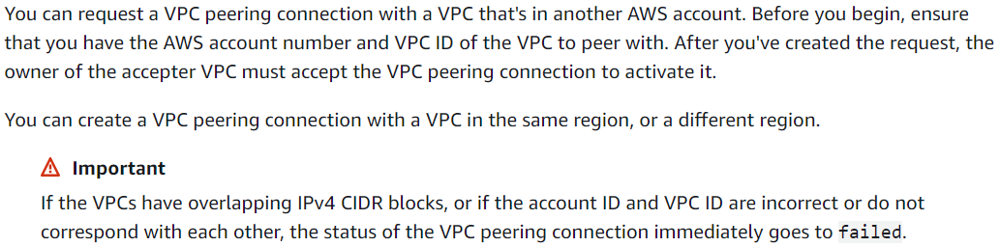 You can request a VPC peering connection with a VPC that's in another AWS account. Before you begin, ensure
that you have the AWS account number and VPC ID of the VPC to peer with. After you've created the request, the
owner of the accepter VPC must accept the VPC peering connection to activate it.
You can create a VPC peering connection with a VPC in the same region, or a different region.
Important
If the VPCs have overlapping IPv4 CIDR blocks, or if the account ID and VPC ID are incorrect or do not
correspond with each other, the status of the VPC peering connection immediately goes to failed.